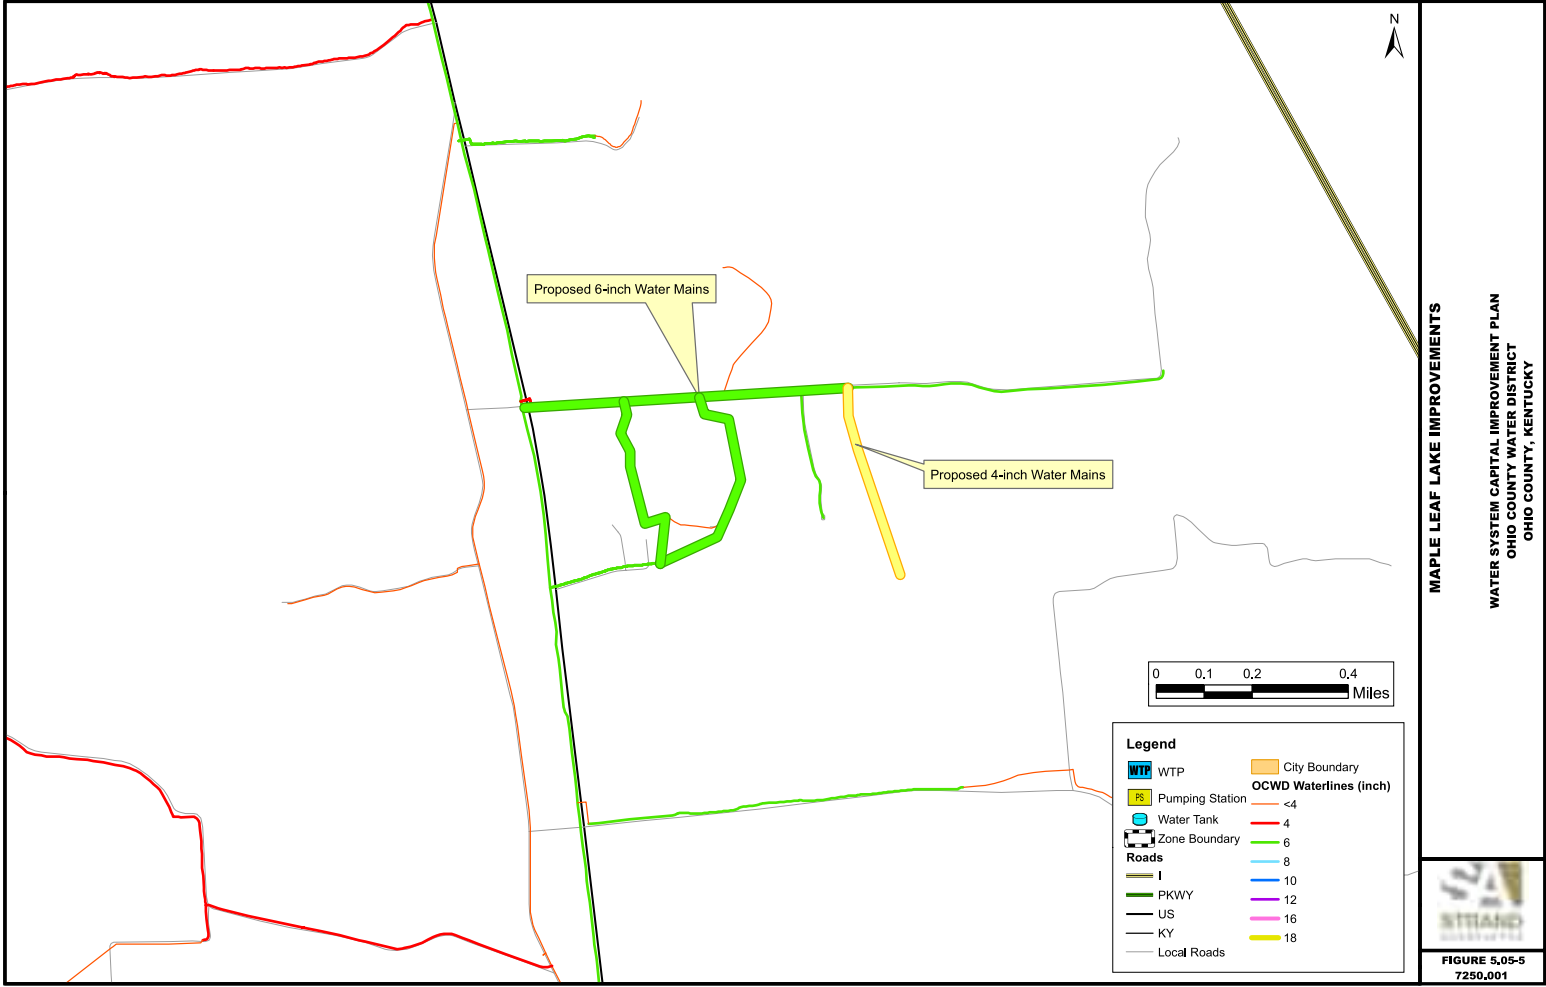 N
Proposed 6-inch Water Mains
Proposed 4-inch Water Mains
0 0.1 0.2 0.4
Miles
Legend
WTP WTP
PS Pumping Station
Water Tank
Zone Boundary
Roads
I
PKWY
US
KY
Local Roads
City Boundary
OCWD Waterlines (inch)
<4
4
6
8
10
12
16
18
MAPLE LEAF LAKE IMPROVEMENTS
WATER SYSTEM CAPITAL IMPROVEMENT PLAN
OHIO COUNTY WATER DISTRICT
OHIO COUNTY, KENTUCKY
STRAND
FIGURE 5.05-5
7250.001